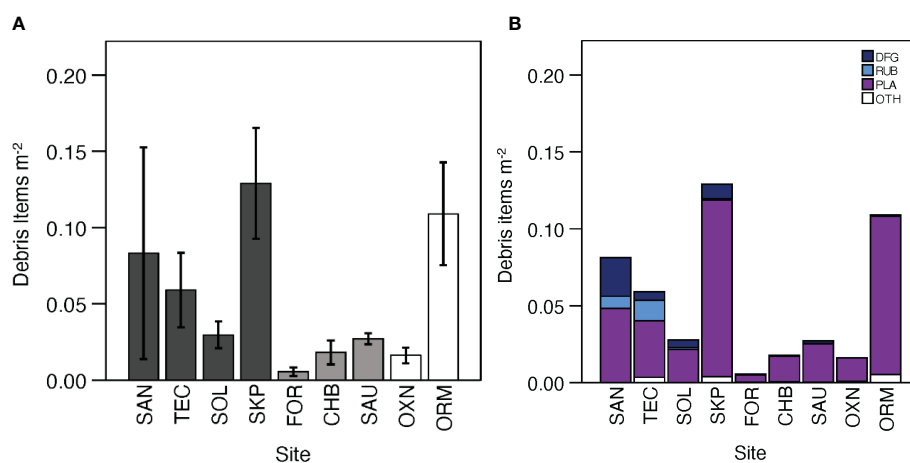 A
Debris Items m-2
0.20
0.15
0.10
0.05
0.00
SAN TEC SOL SKP FOR CHB SAU OXN ORM
Site
B
Debris items m-2
0.20
0.15
0.10
0.05
0.00
DFG
RUB
PLA
OTH
SAN TEC SOL SKP FOR CHB SAU OXN ORM
Site